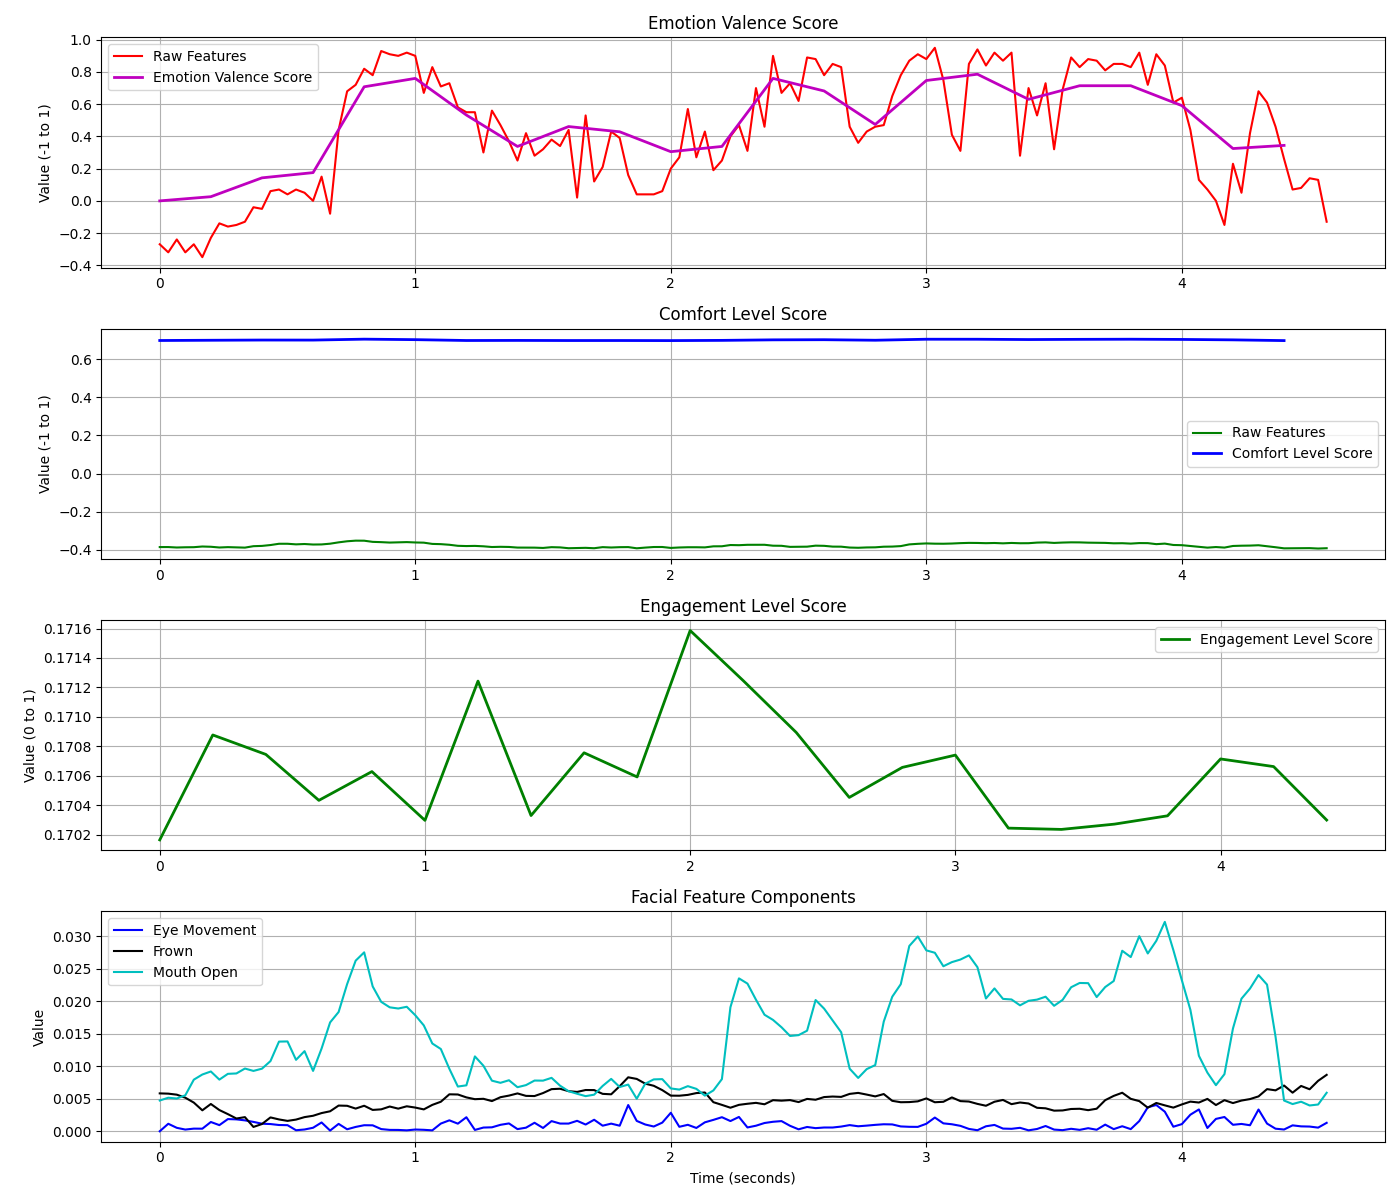 Emotion Valence Score
1.0
0.8
0.6
0.4
0.2
0.0
−0.2
−0.4
Value (-1 to 1)
Raw Features
Emotion Valence Score
0 1 2 3 4
Comfort Level Score
0.6
0.4
0.2
0.0
−0.2
−0.4
Value (-1 to 1)
Raw Features
Comfort Level Score
0 1 2 3 4
Engagement Level Score
0.1716
0.1714
0.1712
0.1710
0.1708
0.1706
0.1704
0.1702
Value (0 to 1)
Engagement Level Score
0 1 2 3 4
Facial Feature Components
0.030
0.025
0.020
0.015
0.010
0.005
0.000
Value
Eye Movement
Frown
Mouth Open
0 1 2 3 4
Time (seconds)